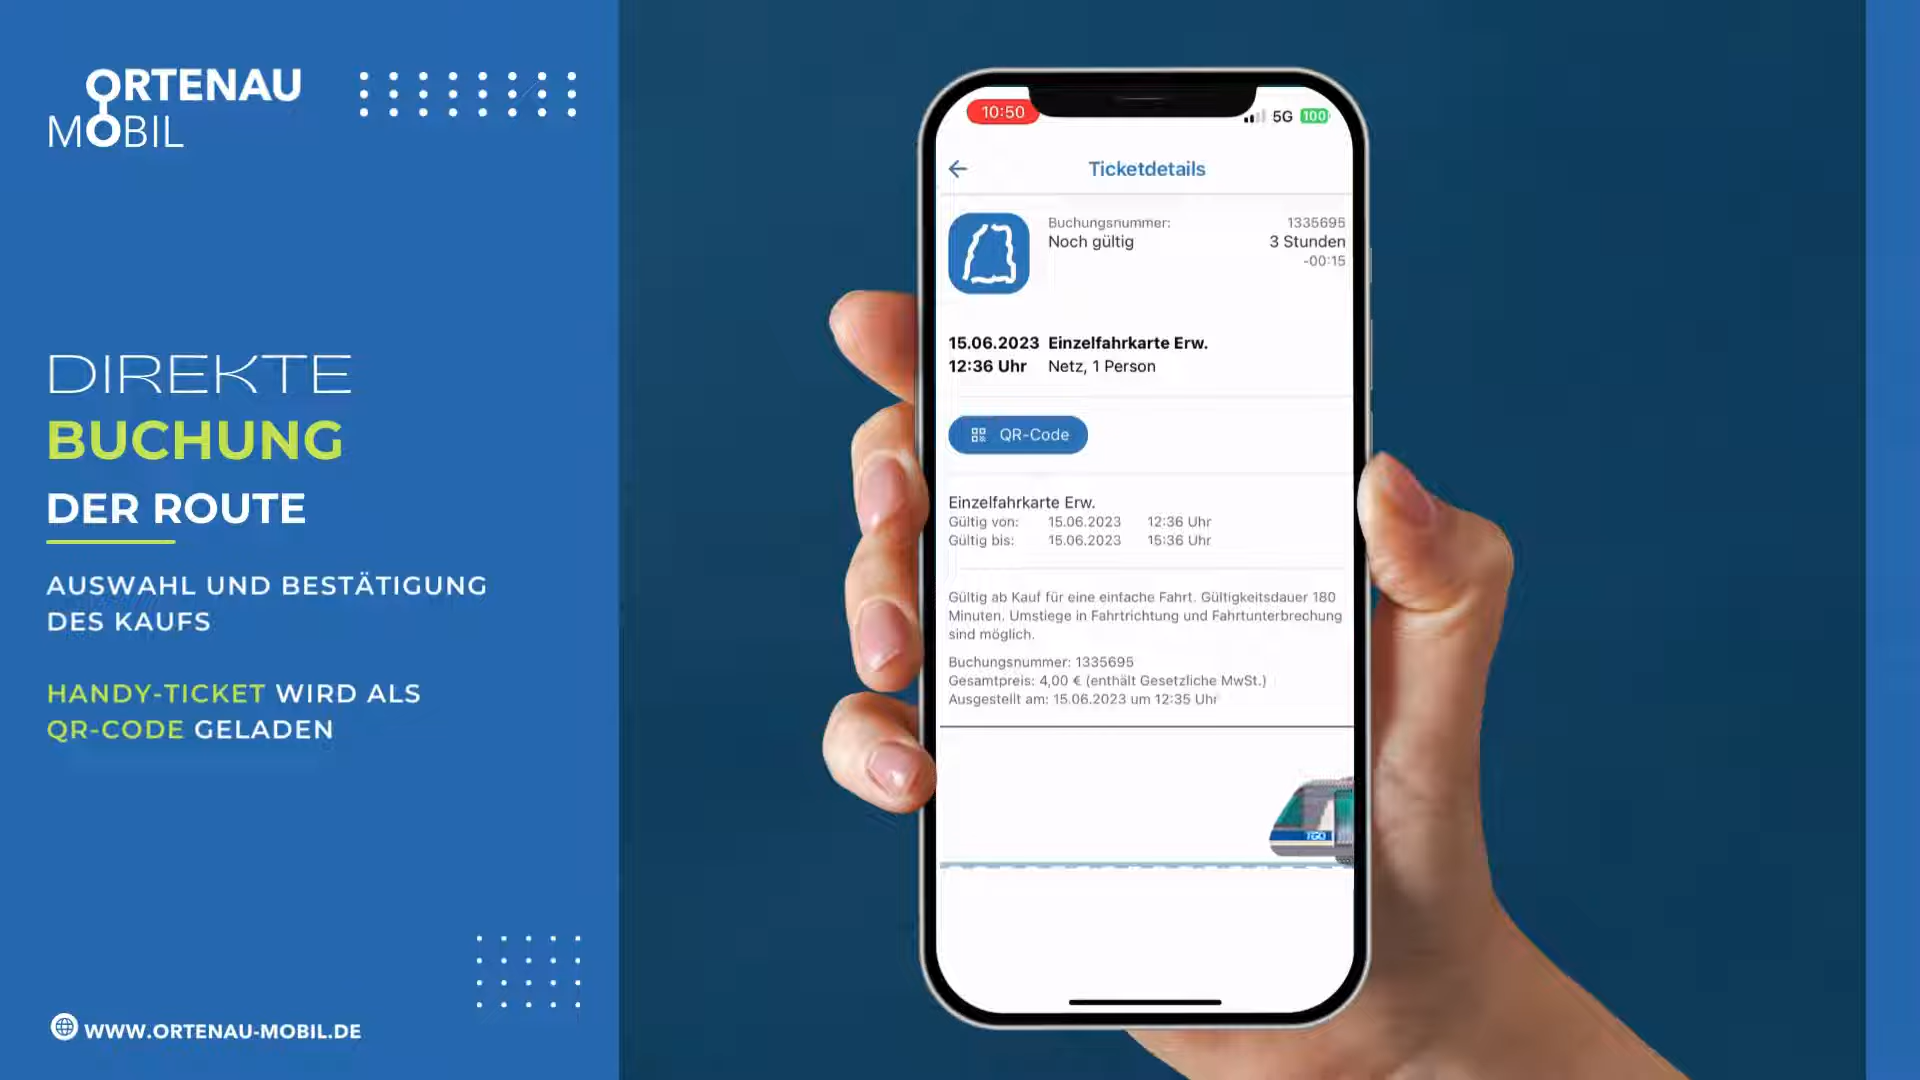 ORTENAU
MOBIL
DIREKTE
BUCHUNG
DER ROUTE
AUSWAHL UND BESTÄTIGUNG
DES KAUFS
HANDY-TICKET WIRD ALS
QR-CODE GELADEN
WWW.ORTENAU-MOBIL.DE
10:50 5G 100
Ticketdetails
Buchungsnummer: 1335695
Noch gültig 3 Stunden
-00:15
15.06.2023 Einzelfahrkarte Erw.
12:36 Uhr Netz, 1 Person
QR-Code
Einzelfahrkarte Erw.
Gültig von: 15.06.2023 12:36 Uhr
Gültig bis: 15.06.2023 15:36 Uhr
Gültig ab Kauf für eine einfache Fahrt. Gültigkeitsdauer 180
Minuten. Umstiege in Fahrtrichtung und Fahrtunterbrechung
sind möglich.
Buchungsnummer: 1335695
Gesamtpreis: 4,00 € (enthält Gesetzliche MwSt.)
Ausgestellt am: 15.06.2023 um 12:35 Uhr
TGO